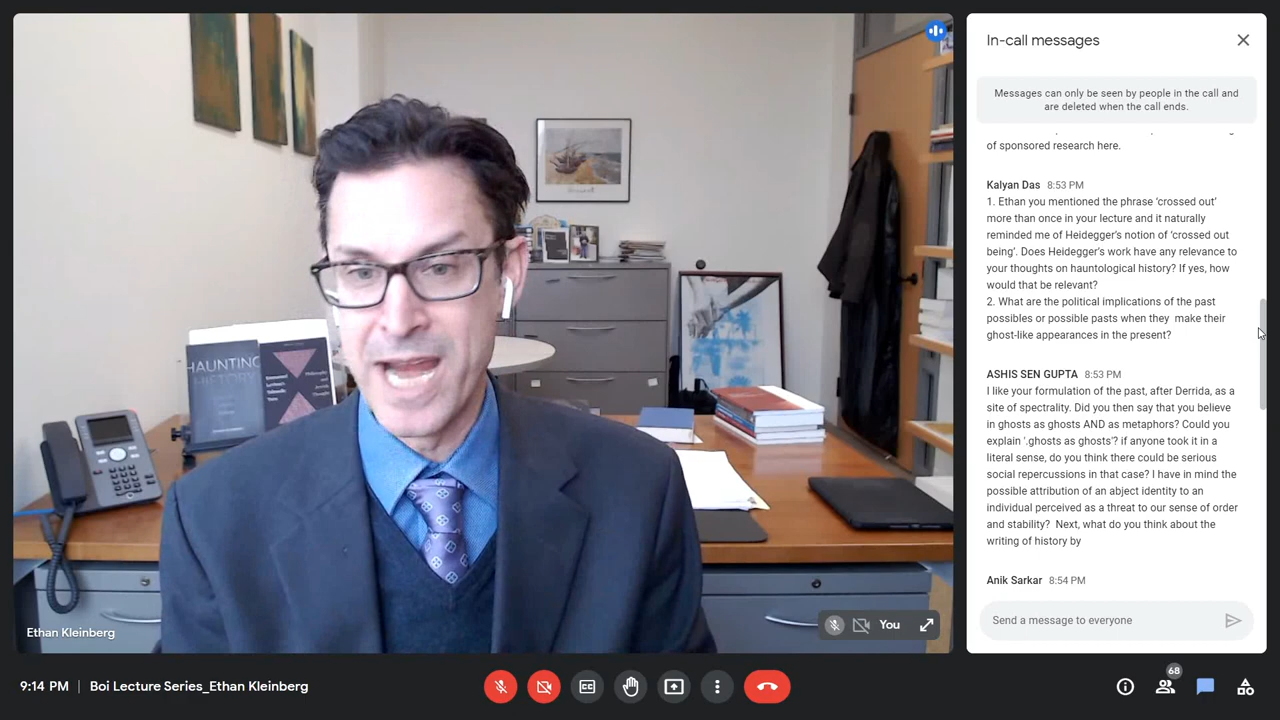 HAUNTING
HISTORY
Ethan Kleinberg
You
In-call messages
Messages can only be seen by people in the call and
are deleted when the call ends.
of sponsored research here.
Kalyan Das 8:53 PM
1. Ethan you mentioned the phrase ‘crossed out’
more than once in your lecture and it naturally
reminded me of Heidegger’s notion of ‘crossed out
being’. Does Heidegger’s work have any relevance to
your thoughts on hauntological history? If yes, how
would that be relevant?
2. What are the political implications of the past
possibles or possible pasts when they  make their
ghost-like appearances in the present?
ASHIS SEN GUPTA 8:53 PM
I like your formulation of the past, after Derrida, as a
site of spectrality. Did you then say that you believe
in ghosts as ghosts AND as metaphors? Could you
explain '.ghosts as ghosts'? if anyone took it in a
literal sense, do you think there could be serious
social repercussions in that case? I have in mind the
possible attribution of an abject identity to an
individual perceived as a threat to our sense of order
and stability?  Next, what do you think about the
writing of history by
Anik Sarkar 8:54 PM
Send a message to everyone
9:14 PM | Boi Lecture Series_Ethan Kleinberg
68